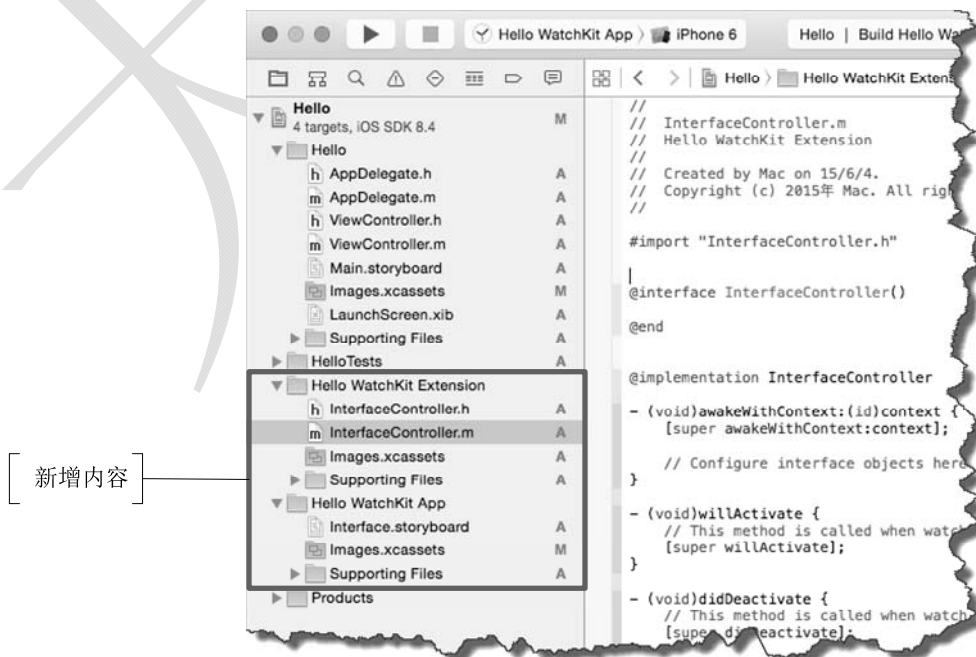 Hello WatchKit App 〉 iPhone 6
Hello | Build Hello
Hello 〉 Hello WatchKit
Hello
4 targets, iOS SDK 8.4
M
Hello
AppDelegate.h
A
AppDelegate.m
A
ViewController.h
A
ViewController.m
A
Main.storyboard
A
Images.xcassets
M
LaunchScreen.xib
A
Supporting Files
A
HelloTests
A
Hello WatchKit Extension
InterfaceController.h
A
InterfaceController.m
A
Images.xcassets
A
Supporting Files
A
Hello WatchKit App
Interface.storyboard
A
Images.xcassets
M
Supporting Files
A
Products
新增内容
//
//  InterfaceController.m
//  Hello WatchKit Extension
//
//  Created by Mac on 15/6/4.
//  Copyright (c) 2015年 Mac. All
//
#import "InterfaceController.h"
@interface InterfaceController()
@end
@implementation InterfaceController
- (void)awakeWithContext:(id)context {
[super awakeWithContext:context];
// Configure interface objects here
}
- (void)willActivate {
// This method is called when
[super willActivate];
}
- (void)didDeactivate {
// This method is called when watch